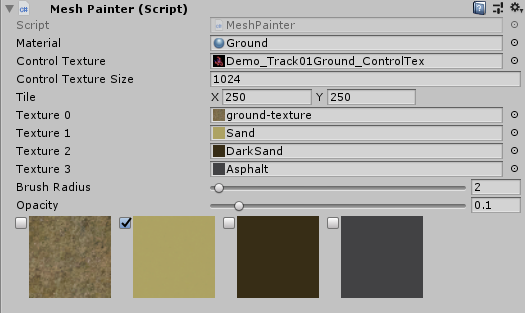 Mesh Painter (Script)
Script MeshPainter
Material Ground
Control Texture Demo_Track01Ground_ControlTex
Control Texture Size 1024
Tile X 250 Y 250
Texture 0 ground-texture
Texture 1 Sand
Texture 2 DarkSand
Texture 3 Asphalt
Brush Radius 2
Opacity 0.1